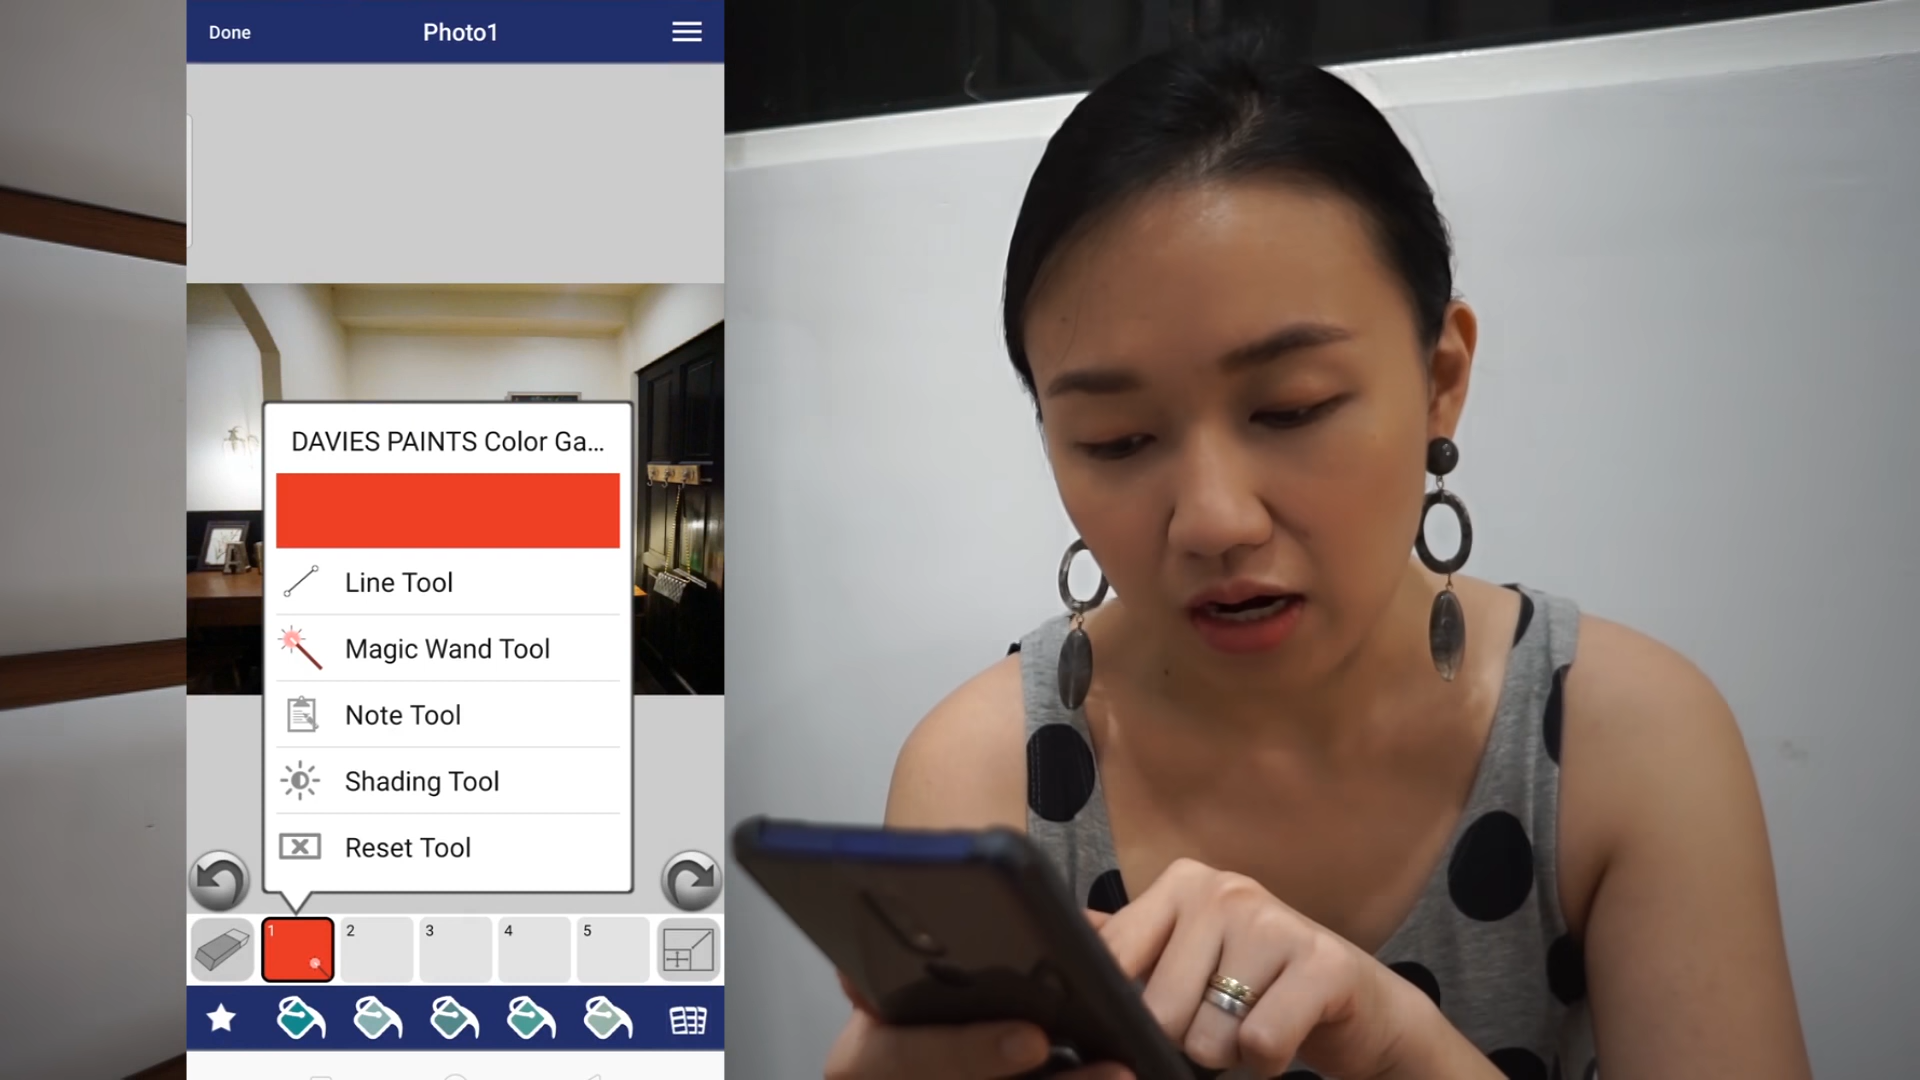 Done
Photo1
DAVIES PAINTS Color Ga...
Line Tool
Magic Wand Tool
Note Tool
Shading Tool
Reset Tool
1
2
3
4
5